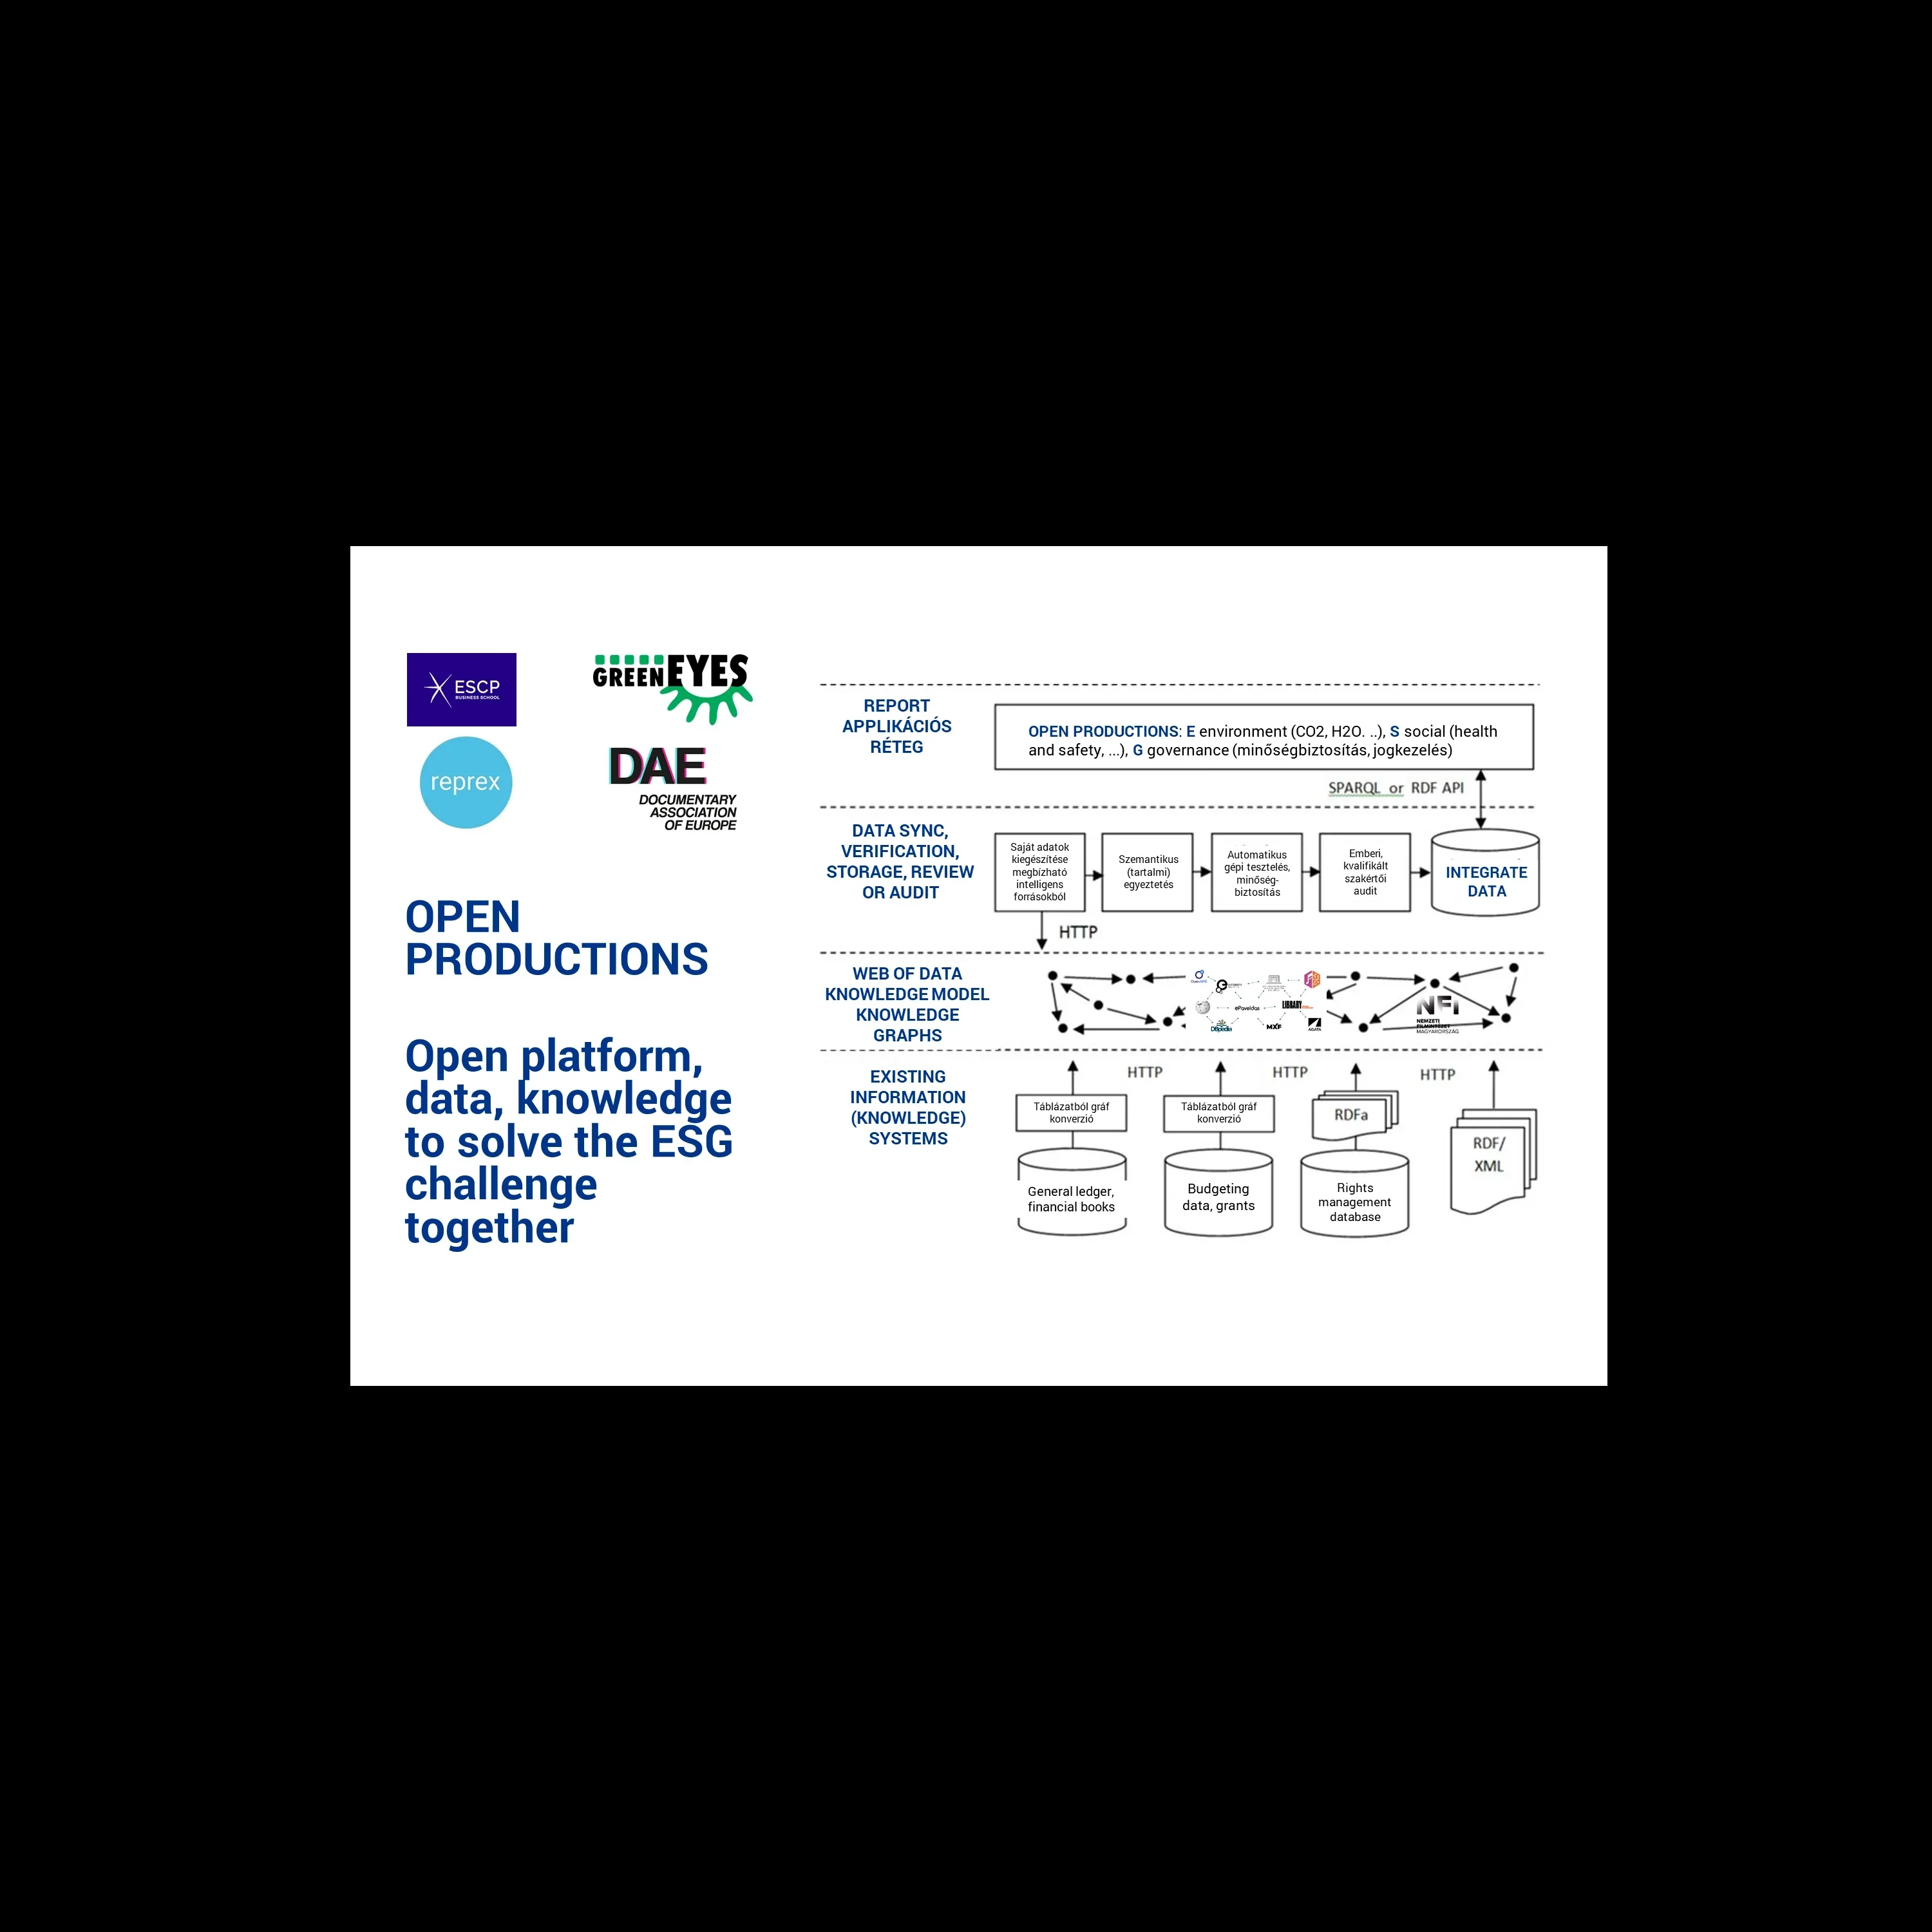 ESCP
BUSINESS SCHOOL
GREENEYES
reprex
DAE
DOCUMENTARY
ASSOCIATION
OF EUROPE
OPEN
PRODUCTIONS
Open platform,
data, knowledge
to solve the ESG
challenge
together
REPORT
APPLIKÁCIÓS
RÉTEG
OPEN PRODUCTIONS: E environment (CO2, H2O. ..), S social (health
and safety, ...), G governance (minőségbiztosítás, jogkezelés)
SPARQL or RDF API
DATA SYNC,
VERIFICATION,
STORAGE, REVIEW
OR AUDIT
Saját adatok
kiegészítése
megbízható
intelligens
forrásokból
Szemantikus
(tartalmi)
egyeztetés
Automatikus
gépi tesztelés,
minőség-
biztosítás
Emberi,
kvalifikált
szakértői
audit
INTEGRATE
DATA
HTTP
WEB OF DATA
KNOWLEDGE MODEL
KNOWLEDGE
GRAPHS
ePaveldas
LIBRARY
DBpedia
MXF
AGATA
NFI
NEMZETI
FILMINTÉZET
MAGYARORSZÁG
EXISTING
INFORMATION
(KNOWLEDGE)
SYSTEMS
HTTP
HTTP
HTTP
Táblázatból gráf
konverzió
Táblázatból gráf
konverzió
RDFa
RDF/
XML
General ledger,
financial books
Budgeting
data, grants
Rights
management
database